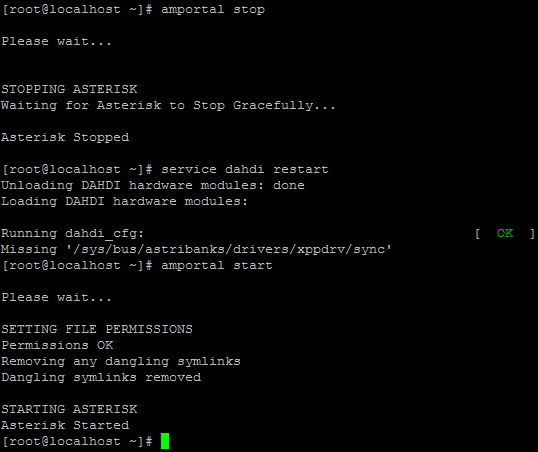 [root@localhost ~]# amportal stop
Please wait...
STOPPING ASTERISK
Waiting for Asterisk to Stop Gracefully...
Asterisk Stopped
[root@localhost ~]# service dahdi restart
Unloading DAHDI hardware modules: done
Loading DAHDI hardware modules:
Running dahdi_cfg: [ OK ]
Missing '/sys/bus/astribanks/drivers/xppdrv/sync'
[root@localhost ~]# amportal start
Please wait...
SETTING FILE PERMISSIONS
Permissions OK
Removing any dangling symlinks
Dangling symlinks removed
STARTING ASTERISK
Asterisk Started
[root@localhost ~]#